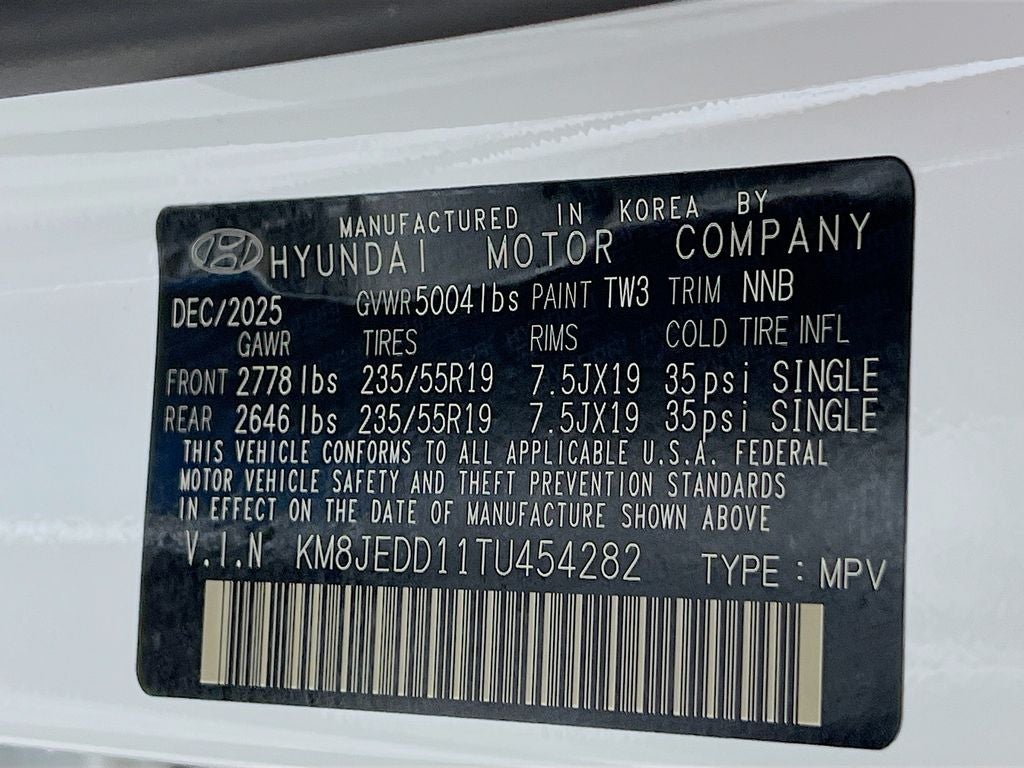 MANUFACTURED IN KOREA BY
HYUNDAI MOTOR COMPANY
DEC/2025 GVWR 5004lbs PAINT TW3 TRIM NNB
GAWR TIRES RIMS COLD TIRE INFL
FRONT 2778 lbs 235/55R19 7.5JX19 35psi SINGLE
REAR 2646 lbs 235/55R19 7.5JX19 35psi SINGLE
THIS VEHICLE CONFORMS TO ALL APPLICABLE U.S.A. FEDERAL
MOTOR VEHICLE SAFETY AND THEFT PREVENTION STANDARDS
IN EFFECT ON THE DATE OF MANUFACTURE SHOWN ABOVE
V.I.N KM8JEDD11TU454282 TYPE : MPV